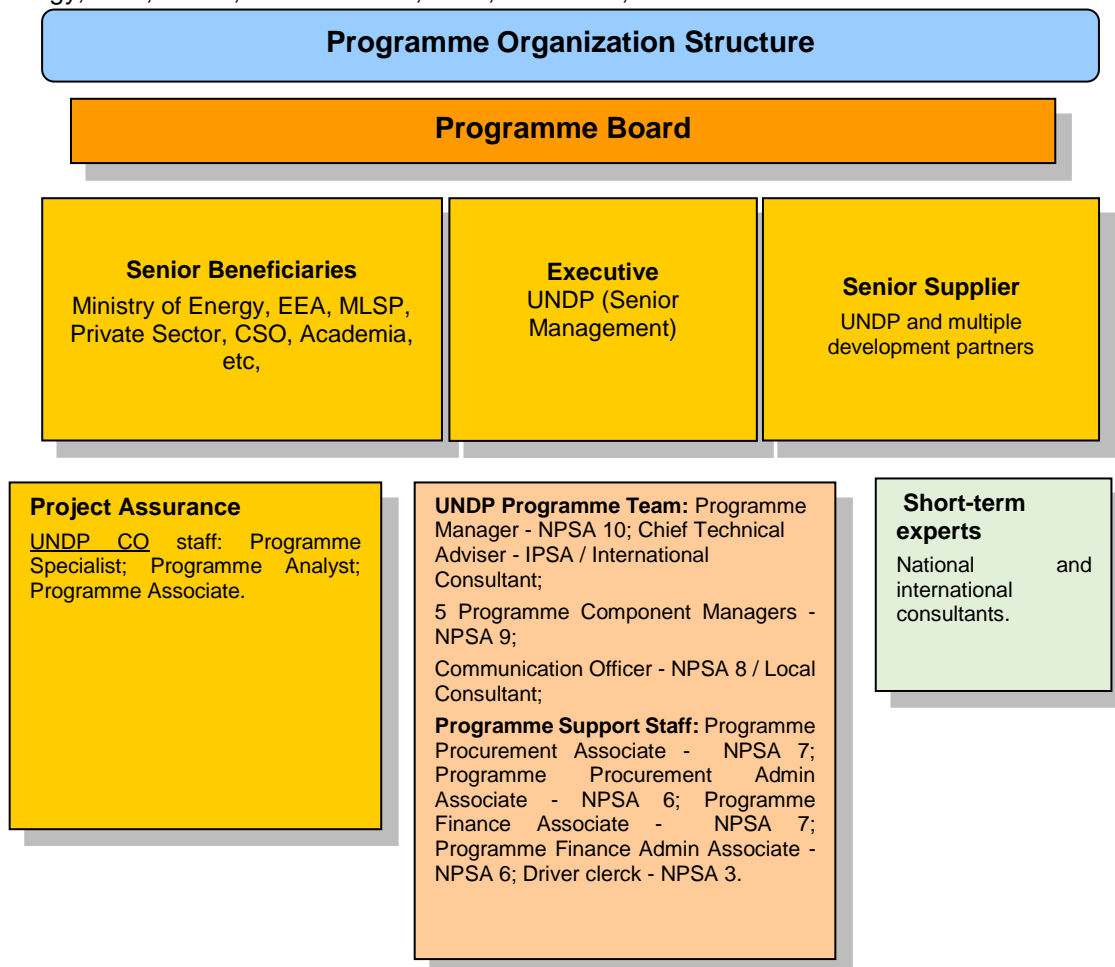 Programme Organization Structure
Programme Board
Senior Beneficiaries
Ministry of Energy, EEA, MLSP,
Private Sector, CSO, Academia,
etc,
Executive
UNDP (Senior
Management)
Senior Supplier
UNDP and multiple
development partners
Project Assurance
UNDP CO staff: Programme
Specialist; Programme Analyst;
Programme Associate.
UNDP Programme Team: Programme
Manager - NPSA 10; Chief Technical
Adviser - IPSA / International
Consultant;
5 Programme Component Managers -
NPSA 9;
Communication Officer - NPSA 8 / Local
Consultant;
Programme Support Staff: Programme
Procurement Associate - NPSA 7;
Programme Procurement Admin
Associate - NPSA 6; Programme
Finance Associate - NPSA 7;
Programme Finance Admin Associate -
NPSA 6; Driver clerck - NPSA 3.
Short-term
experts
National and
international
consultants.